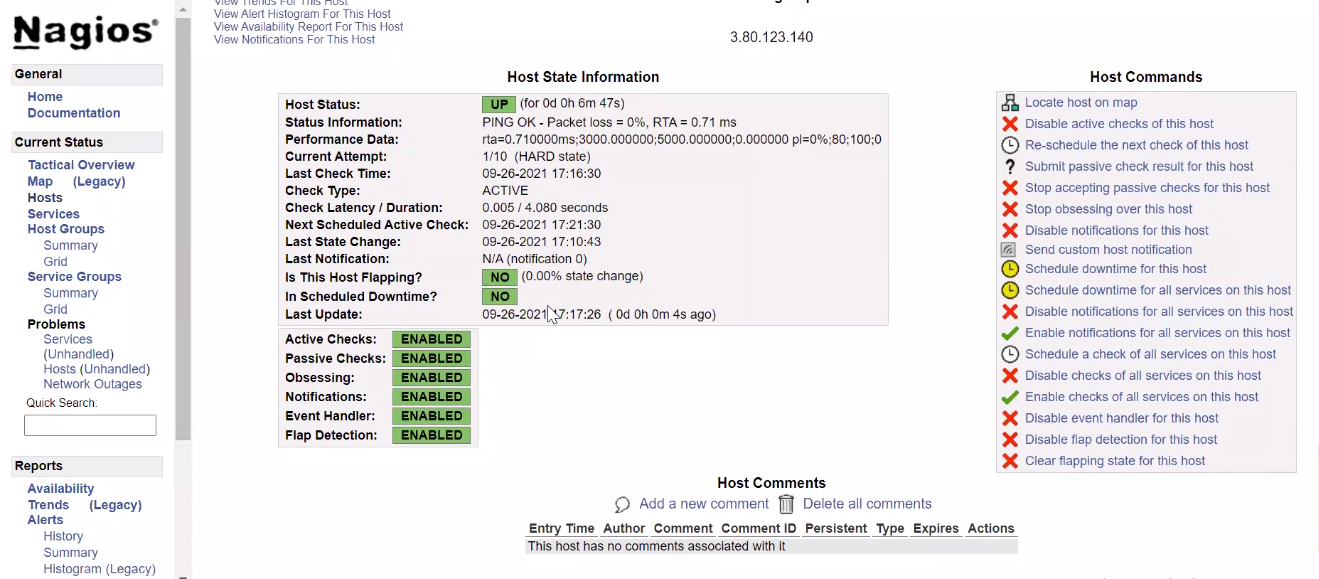 Nagios®
General
Home
Documentation
Current Status
Tactical Overview
Map (Legacy)
Hosts
Services
Host Groups
Summary
Grid
Service Groups
Summary
Grid
Problems
Services
(Unhandled)
Hosts (Unhandled)
Network Outages
Quick Search:
Reports
Availability
Trends (Legacy)
Alerts
History
Summary
Histogram (Legacy)
View Trends For This Host
View Alert Histogram For This Host
View Availability Report For This Host
View Notifications For This Host
3.80.123.140
Host State Information
Host Status: UP (for 0d 0h 6m 47s)
Status Information: PING OK - Packet loss = 0%, RTA = 0.71 ms
Performance Data: rta=0.710000ms;3000.000000;5000.000000;0.000000 pl=0%;80;100;0
Current Attempt: 1/10 (HARD state)
Last Check Time: 09-26-2021 17:16:30
Check Type: ACTIVE
Check Latency / Duration: 0.005 / 4.080 seconds
Next Scheduled Active Check: 09-26-2021 17:21:30
Last State Change: 09-26-2021 17:10:43
Last Notification: N/A (notification 0)
Is This Host Flapping? NO (0.00% state change)
In Scheduled Downtime? NO
Last Update: 09-26-2021 17:17:26 ( 0d 0h 0m 4s ago)
Active Checks: ENABLED
Passive Checks: ENABLED
Obsessing: ENABLED
Notifications: ENABLED
Event Handler: ENABLED
Flap Detection: ENABLED
Host Commands
Locate host on map
Disable active checks of this host
Re-schedule the next check of this host
Submit passive check result for this host
Stop accepting passive checks for this host
Stop obsessing over this host
Disable notifications for this host
Send custom host notification
Schedule downtime for this host
Schedule downtime for all services on this host
Disable notifications for all services on this host
Enable notifications for all services on this host
Schedule a check of all services on this host
Disable checks of all services on this host
Enable checks of all services on this host
Disable event handler for this host
Disable flap detection for this host
Clear flapping state for this host
Host Comments
Add a new comment Delete all comments
Entry Time Author Comment Comment ID Persistent Type Expires Actions
This host has no comments associated with it